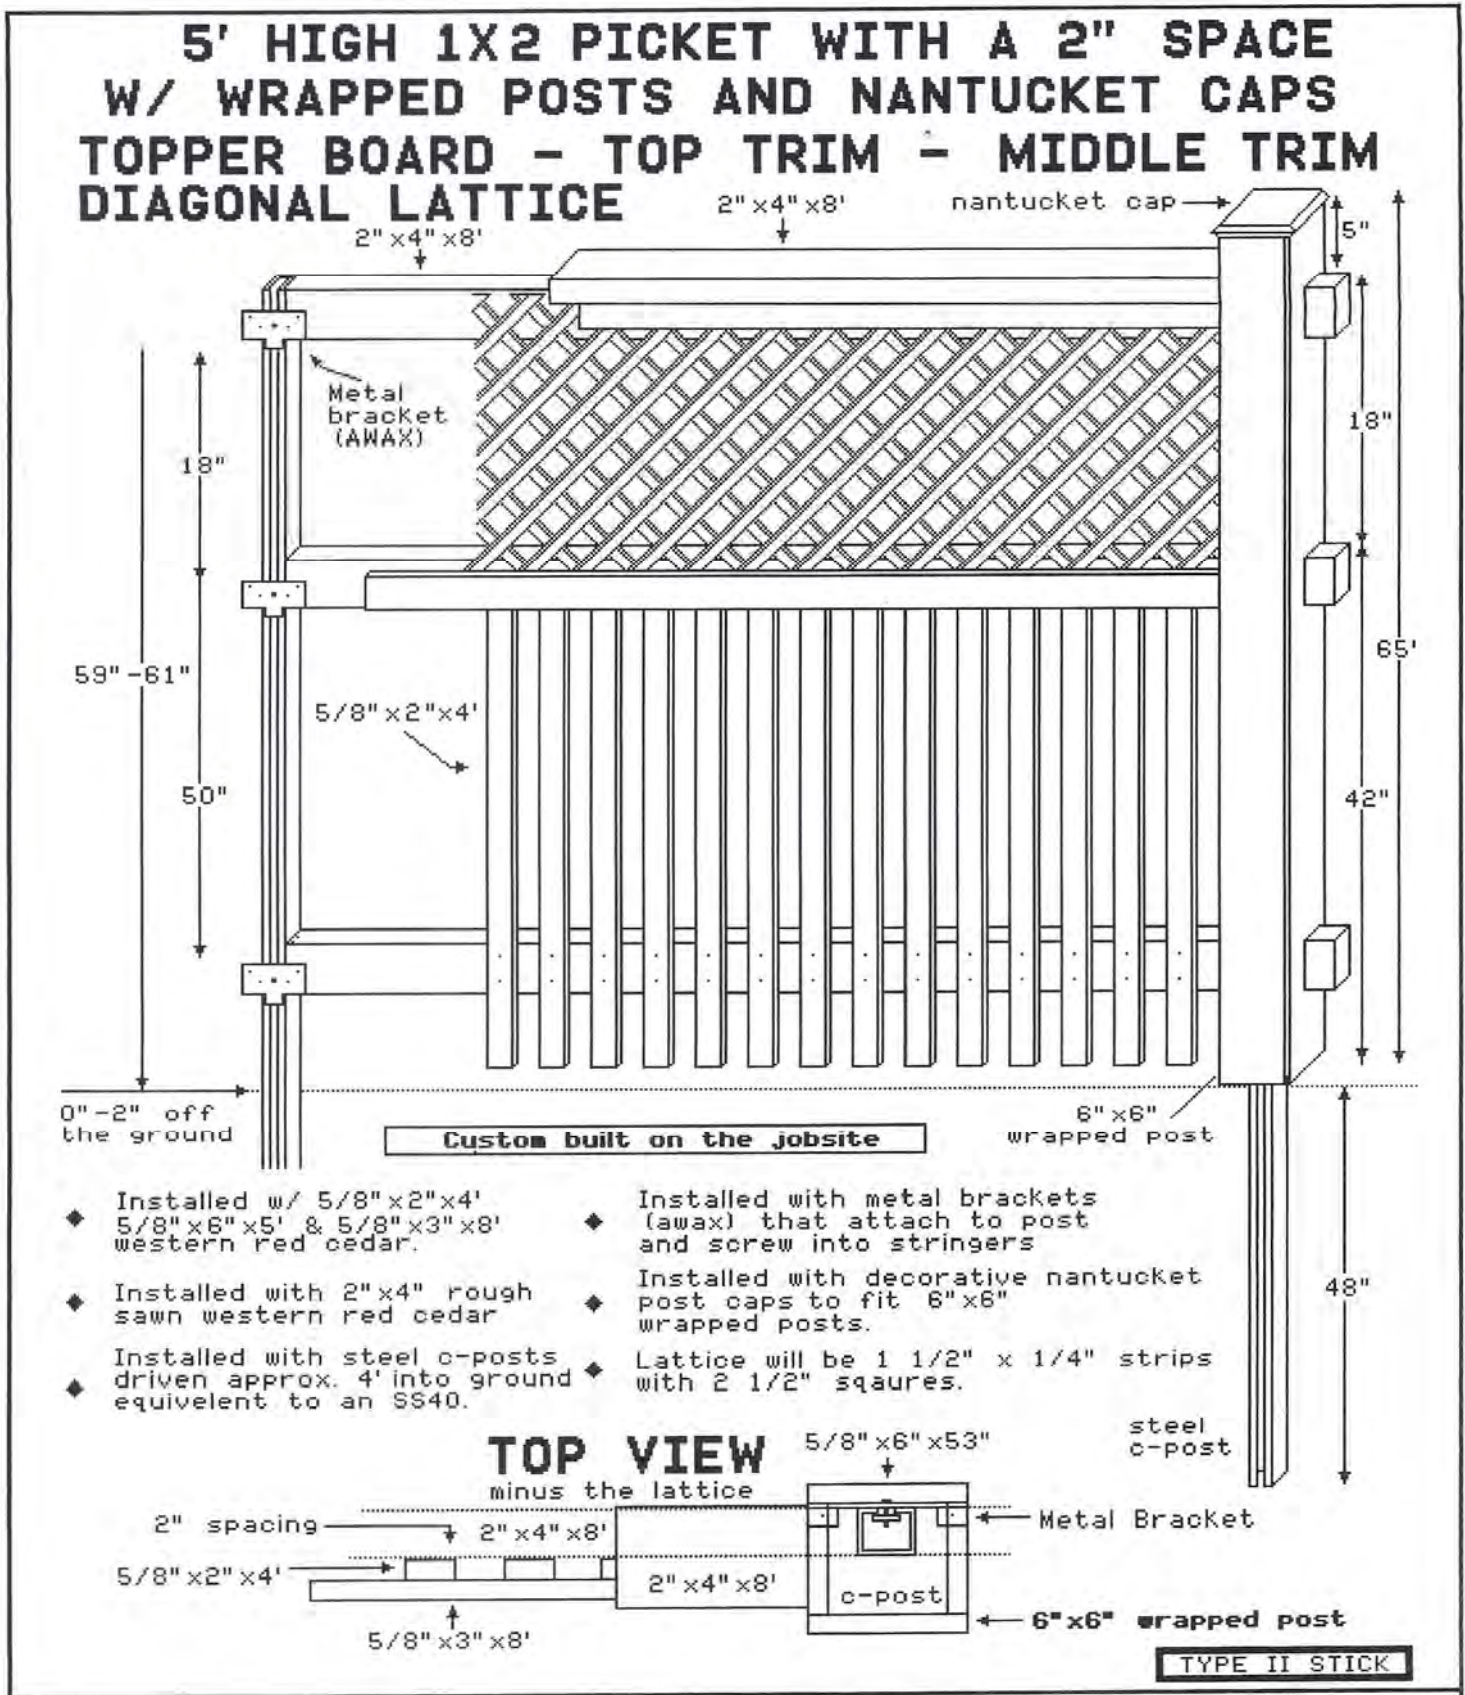 5' HIGH 1X2 PICKET WITH A 2" SPACE
W/ WRAPPED POSTS AND NANTUCKET CAPS
TOPPER BOARD - TOP TRIM - MIDDLE TRIM
DIAGONAL LATTICE
2"x4"x8'
nantucket cap
2"x4"x8'
5"
Metal
bracket
(AWAX)
18"
18"
59"-61"
65'
5/8"x2"x4'
50"
42"
0"-2" off
the ground
6"x6"
wrapped post
Custom built on the jobsite
Installed w/ 5/8"x2"x4'
5/8"x6"x5' & 5/8"x3"x8'
western red cedar.
Installed with 2"x4" rough
sawn western red cedar
Installed with steel c-posts
driven approx. 4'into ground
equivelent to an SS40.
Installed with metal brackets
(awax) that attach to post
and screw into stringers
Installed with decorative nantucket
post caps to fit 6"x6"
wrapped posts.
Lattice will be 1 1/2" x 1/4" strips
with 2 1/2" sqaures.
48"
steel
c-post
TOP VIEW
minus the lattice
5/8"x6"x53"
2" spacing
2"x4"x8'
Metal Bracket
5/8"x2"x4'
2"x4"x8'
c-post
6"x6" wrapped post
5/8"x3"x8'
TYPE II STICK